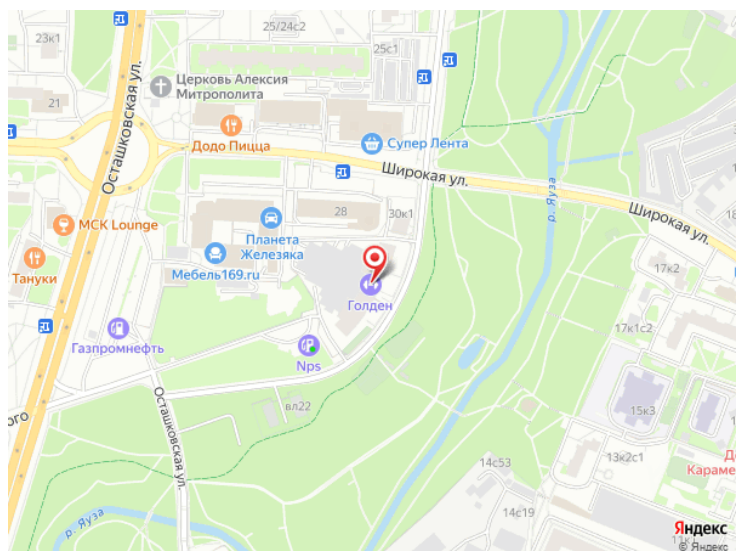 23к1
25/24с2
25с1
Осташковская ул.
Церковь Алексия
Митрополита
21
Додо Пицца
Супер Лента
Широкая ул.
р. Яуза
Широкая ул.
28
30к1
МСК Lounge
Планета
Железяка
Тануки
Мебель169.ru
Голден
17к2
Газпромнефть
Nps
17к1с2
Осташковская ул.
вл22
ого
15к3
13к2с1
14с53
Караме
14с19
р. Яуза
Яндекс
© Яндекс